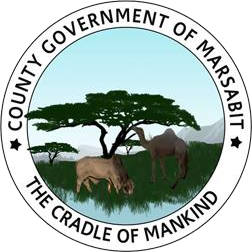 COUNTY GOVERNMENT OF MARSABIT
THE CRADLE OF MANKIND